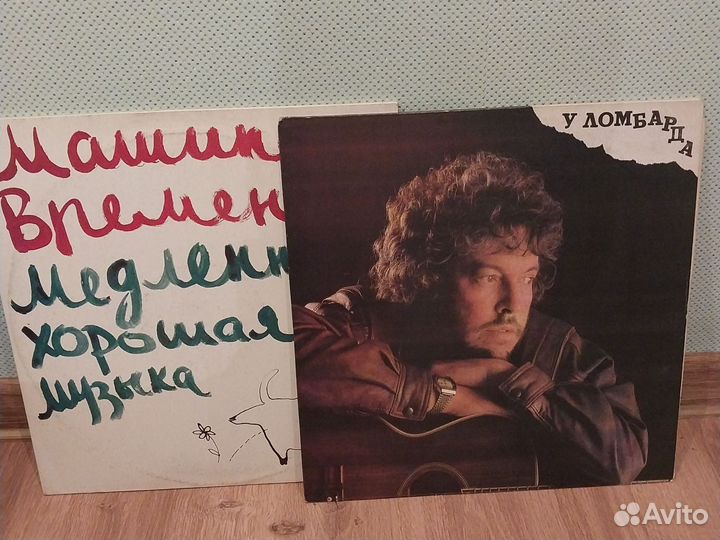 Машин
Времен
медленн
хорошая
музыка
У ЛОМБАРДА
Avito